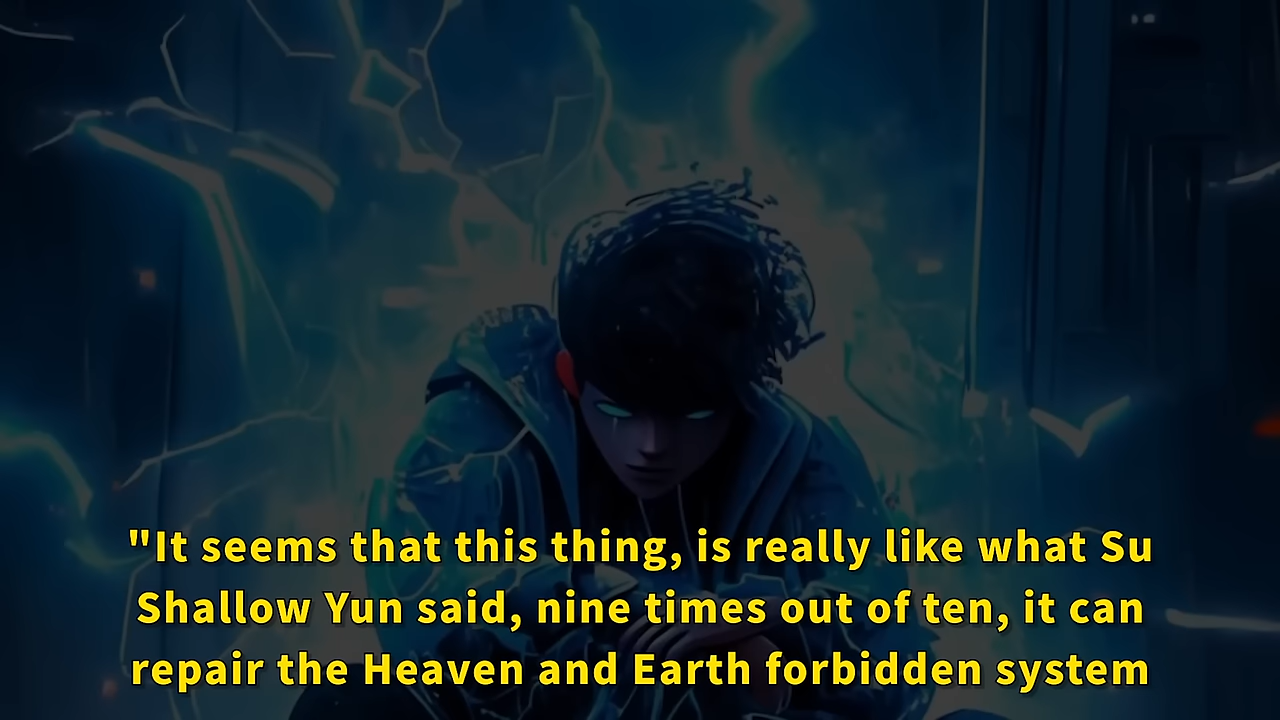 "It seems that this thing, is really like what Su
Shallow Yun said, nine times out of ten, it can
repair the Heaven and Earth forbidden system